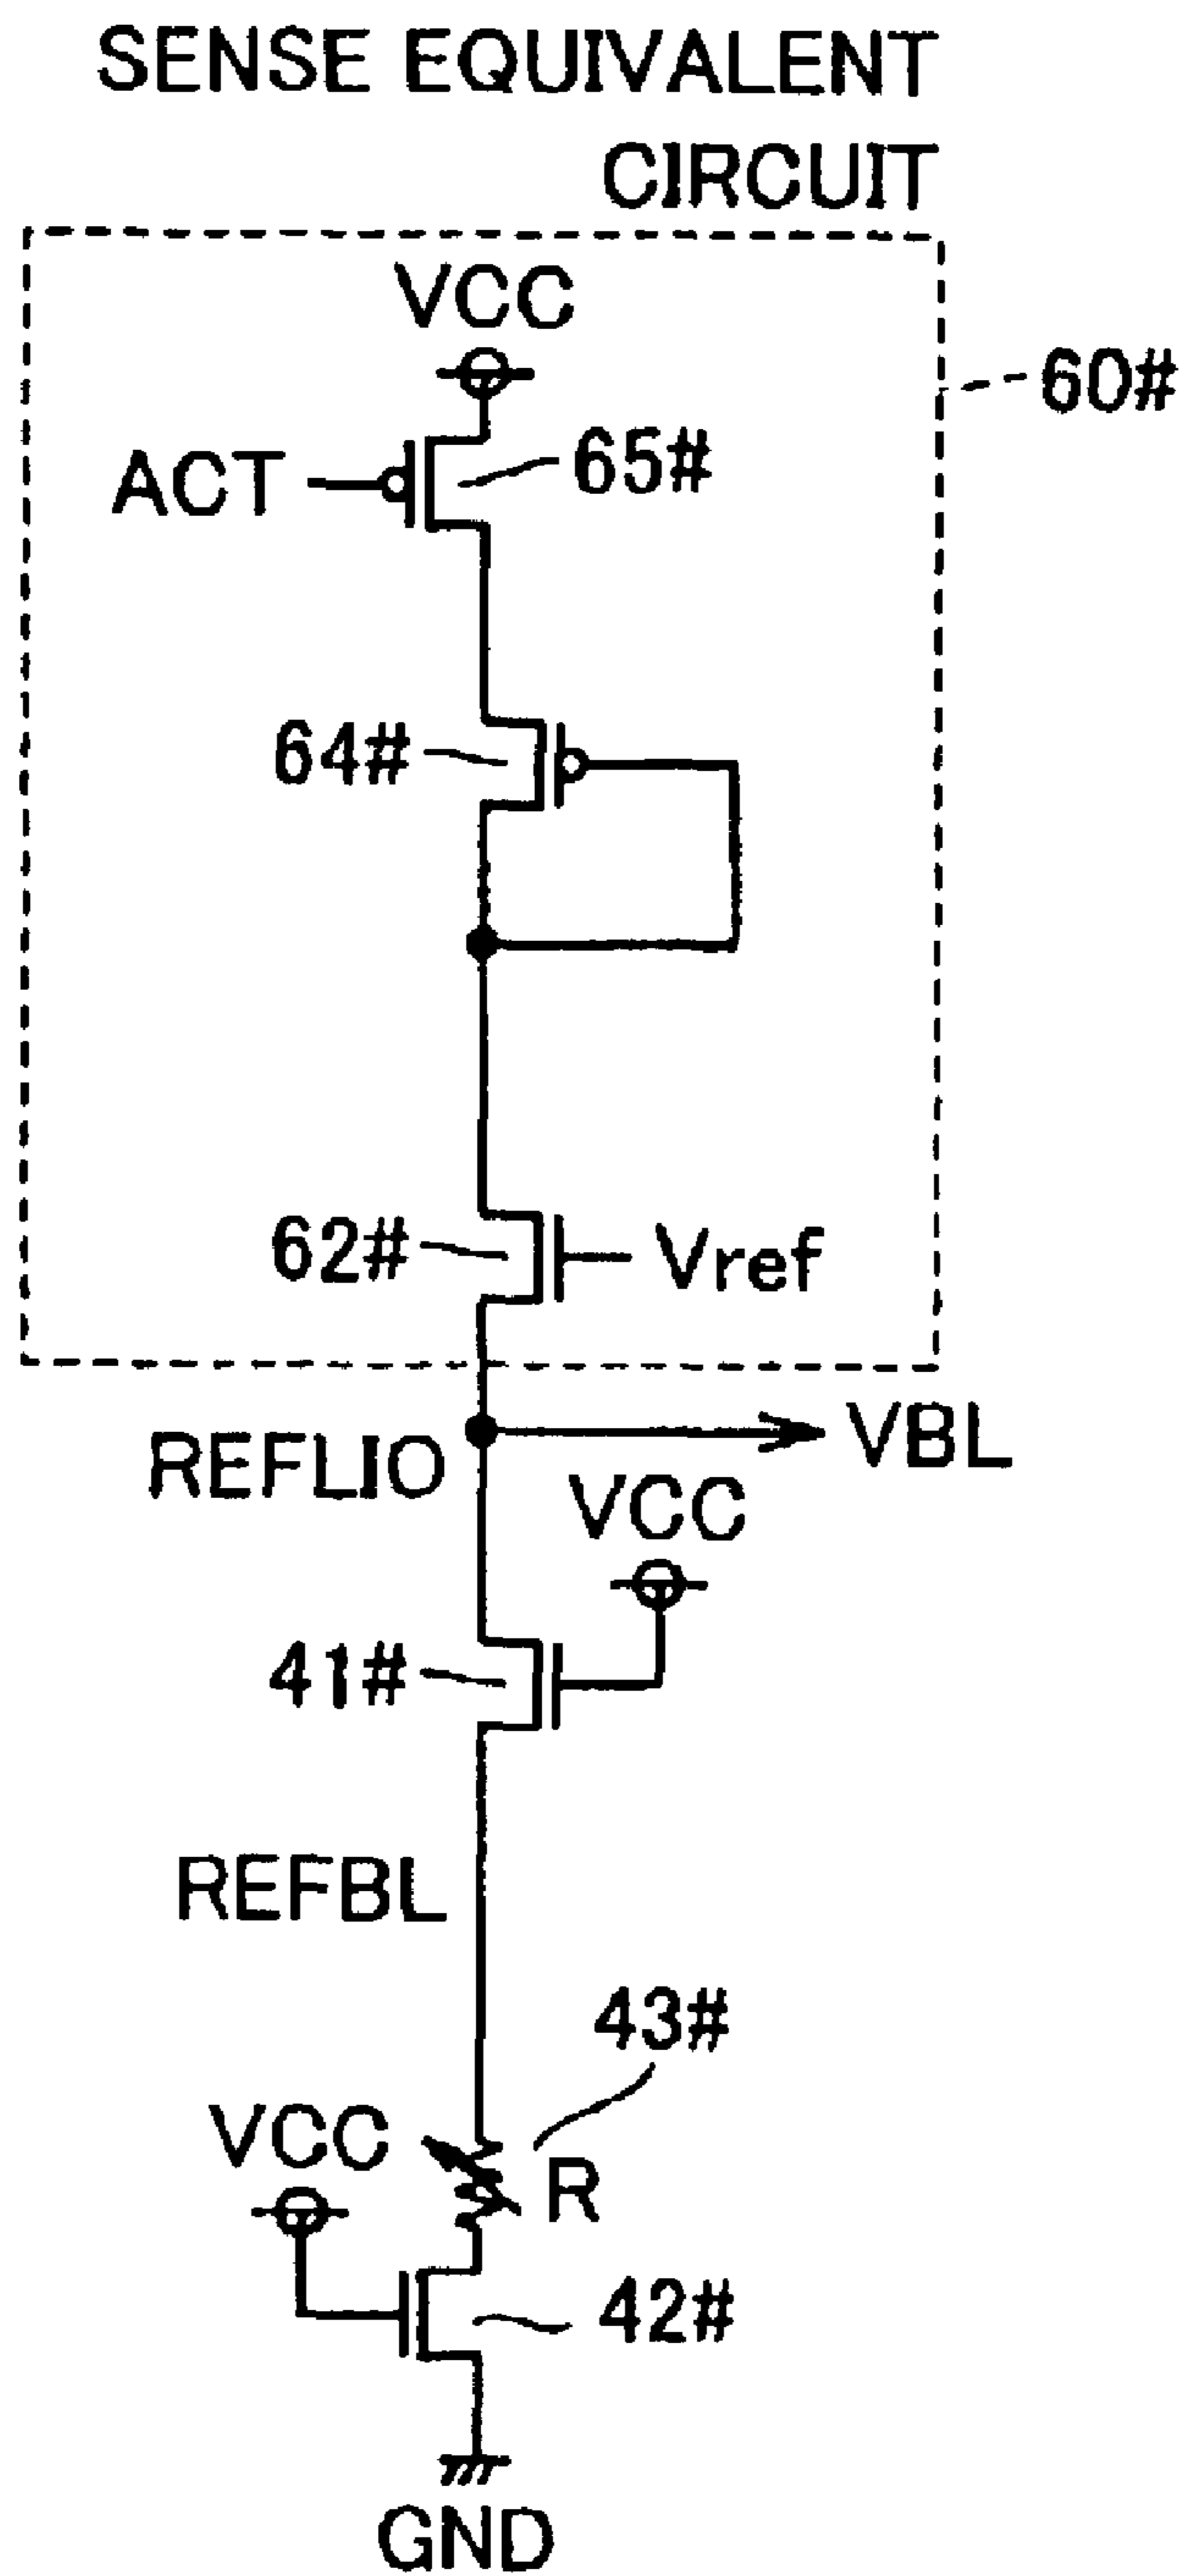 SENSE EQUIVALENT
CIRCUIT
VCC
60#
ACT
65#
64#
62#
Vref
REFLIO
VBL
VCC
41#
REFBL
43#
VCC
R
42#
GND